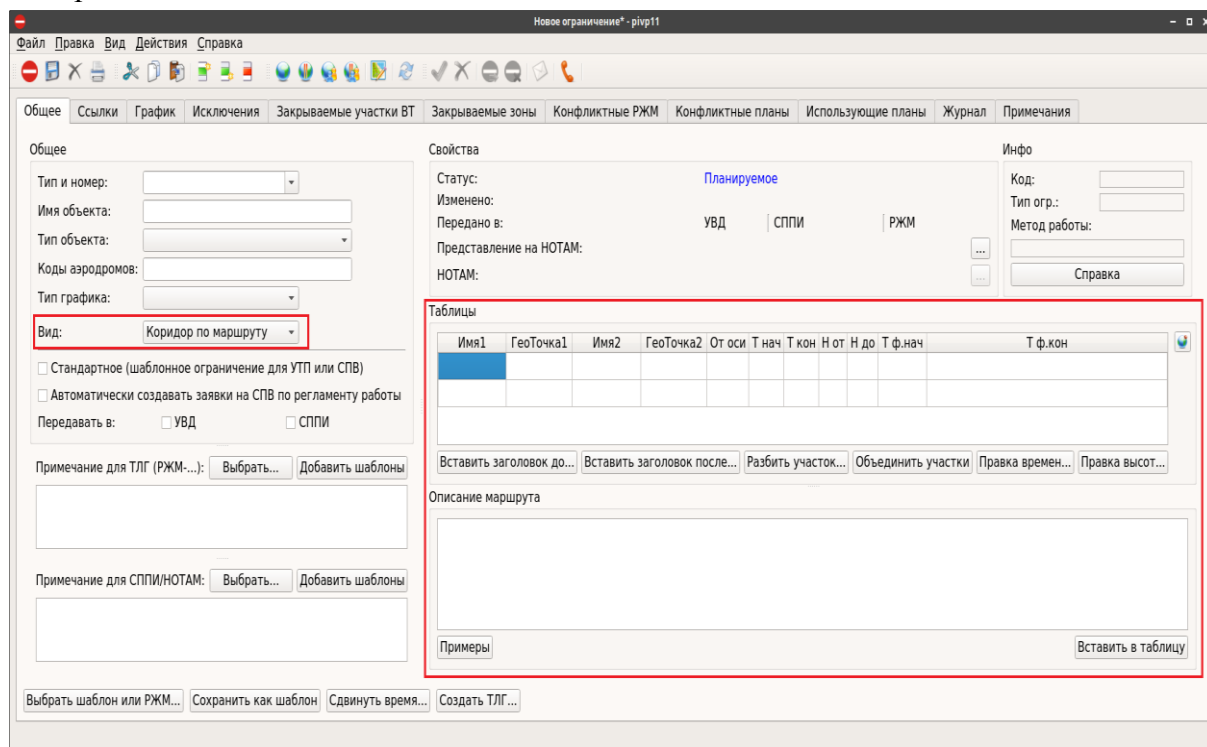 Новое ограничение* - pivp11
Файл Правка Вид Действия Справка
Общее Ссылки График Исключения Закрываемые участки ВТ Закрываемые зоны Конфликтные РЖМ Конфликтные планы Использующие планы Журнал Примечания
Общее
Тип и номер:
Имя объекта:
Тип объекта:
Коды аэродромов:
Тип графика:
Вид: Коридор по маршруту
Стандартное (шаблонное ограничение для УТП или СПВ)
Автоматически создавать заявки на СПВ по регламенту работы
Передавать в: УВД СППИ
Примечание для ТЛГ (РЖМ-...): Выбрать... Добавить шаблоны
Примечание для СППИ/НОТАМ: Выбрать... Добавить шаблоны
Свойства
Статус: Планируемое
Изменено:
Передано в: УВД СППИ РЖМ
Представление на НОТАМ: ...
НОТАМ: ...
Инфо
Код:
Тип огр.:
Метод работы:
Справка
Таблицы
Имя1 ГеоТочка1 Имя2 ГеоТочка2 От оси Т нач Т кон Н от Н до Т ф.нач Т ф.кон
Вставить заголовок до... Вставить заголовок после... Разбить участок... Объединить участки Правка времен... Правка высот...
Описание маршрута
Примеры Вставить в таблицу
Выбрать шаблон или РЖМ... Сохранить как шаблон Сдвинуть время... Создать ТЛГ...